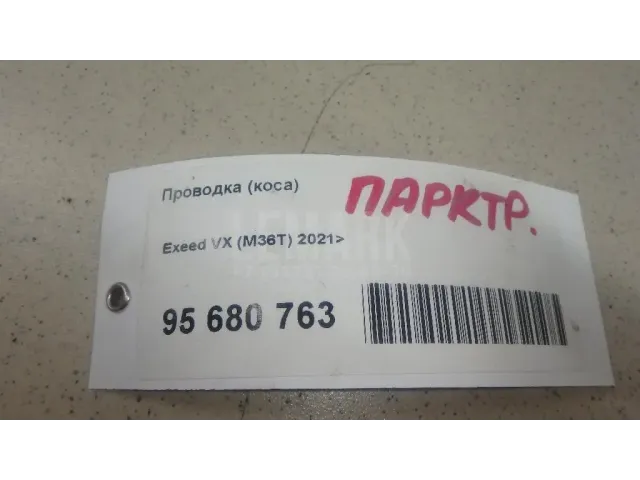 Проводка (коса)
ПАРКТР.
Exeed VX (M36T) 2021>
95 680 763